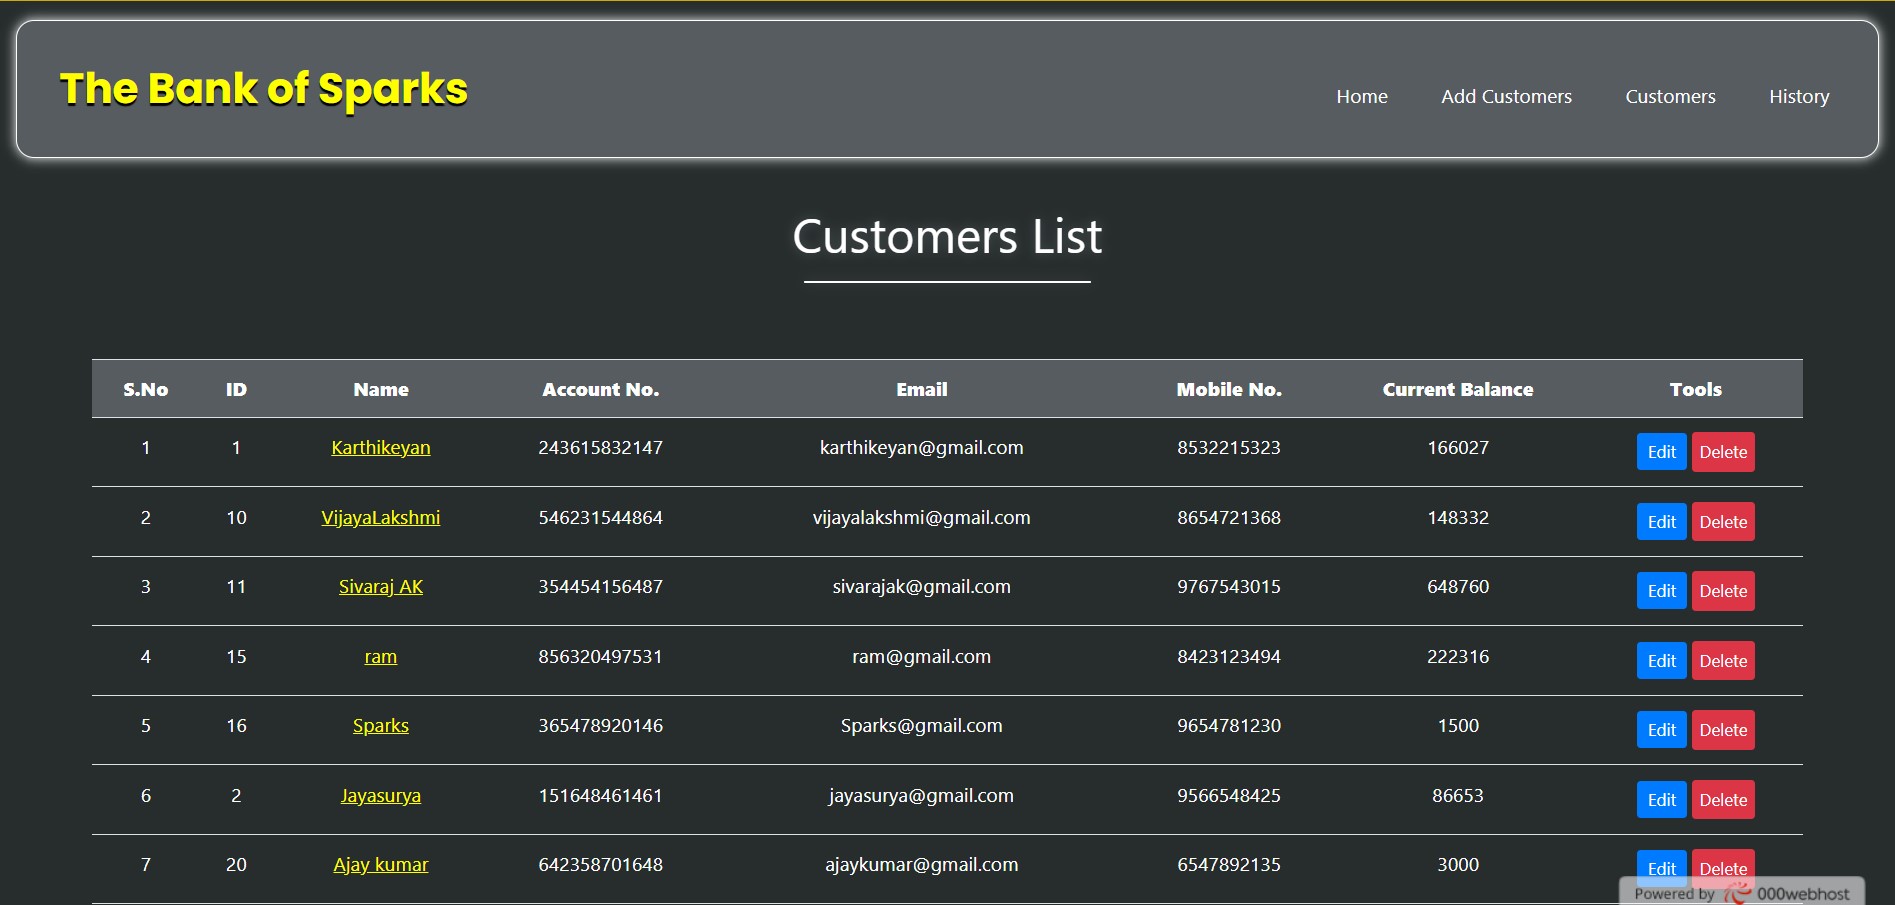 The Bank of Sparks
Home Add Customers Customers History
Customers List
S.No ID Name Account No. Email Mobile No. Current Balance Tools
1 1 Karthikeyan 243615832147 karthikeyan@gmail.com 8532215323 166027 Edit Delete
2 10 VijayaLakshmi 546231544864 vijayalakshmi@gmail.com 8654721368 148332 Edit Delete
3 11 Sivaraj AK 354454156487 sivarajak@gmail.com 9767543015 648760 Edit Delete
4 15 ram 856320497531 ram@gmail.com 8423123494 222316 Edit Delete
5 16 Sparks 365478920146 Sparks@gmail.com 9654781230 1500 Edit Delete
6 2 Jayasurya 151648461461 jayasurya@gmail.com 9566548425 86653 Edit Delete
7 20 Ajay kumar 642358701648 ajaykumar@gmail.com 6547892135 3000 Edit Delete
Powered by 000webhost